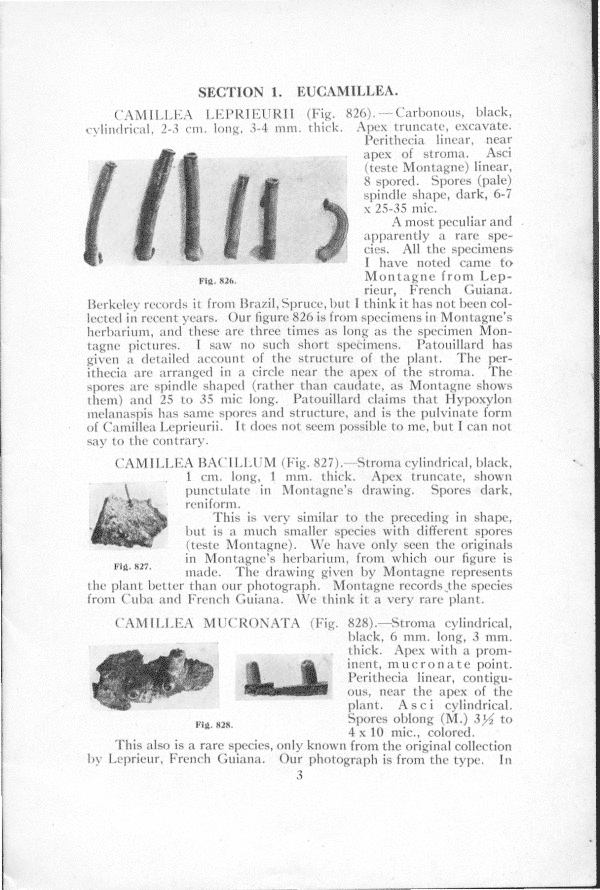 SECTION 1. EUCAMILLEA.
CAMILLEA LEPRIEURII (Fig. 826).—Carbonous, black,
cylindrical, 2-3 cm. long, 3-4 mm. thick. Apex truncate, excavate.
Perithecia linear, near
apex of stroma. Asci
(teste Montagne) linear,
8 spored. Spores (pale)
spindle shape, dark, 6-7
x 25-35 mic.
A most peculiar and
apparently a rare spe-
cies. All the specimens
I have noted came to
Montagne from Lep-
rieur, French Guiana.
Fig. 826.
Berkeley records it from Brazil, Spruce, but I think it has not been col-
lected in recent years. Our figure 826 is from specimens in Montagne's
herbarium, and these are three times as long as the specimen Mon-
tagne pictures. I saw no such short specimens. Patouillard has
given a detailed account of the structure of the plant. The per-
ithecia are arranged in a circle near the apex of the stroma. The
spores are spindle shaped (rather than caudate, as Montagne shows
them) and 25 to 35 mic long. Patouillard claims that Hypoxylon
melanaspis has same spores and structure, and is the pulvinate form
of Camillea Leprieurii. It does not seem possible to me, but I can not
say to the contrary.
CAMILLEA BACILLUM (Fig. 827).—Stroma cylindrical, black,
1 cm. long, 1 mm. thick. Apex truncate, shown
punctulate in Montagne's drawing. Spores dark,
reniform.
This is very similar to the preceding in shape,
but is a much smaller species with different spores
(teste Montagne). We have only seen the originals
in Montagne's herbarium, from which our figure is
made. The drawing given by Montagne represents
Fig. 827.
the plant better than our photograph. Montagne records the species
from Cuba and French Guiana. We think it a very rare plant.
CAMILLEA MUCRONATA (Fig. 828).—Stroma cylindrical,
black, 6 mm. long, 3 mm.
thick. Apex with a prom-
inent, mucronate point.
Perithecia linear, contigu-
ous, near the apex of the
plant. Asci cylindrical.
Spores oblong (M.) 3½ to
4 x 10 mic., colored.
Fig. 828.
This also is a rare species, only known from the original collection
by Leprieur, French Guiana. Our photograph is from the type. In
3